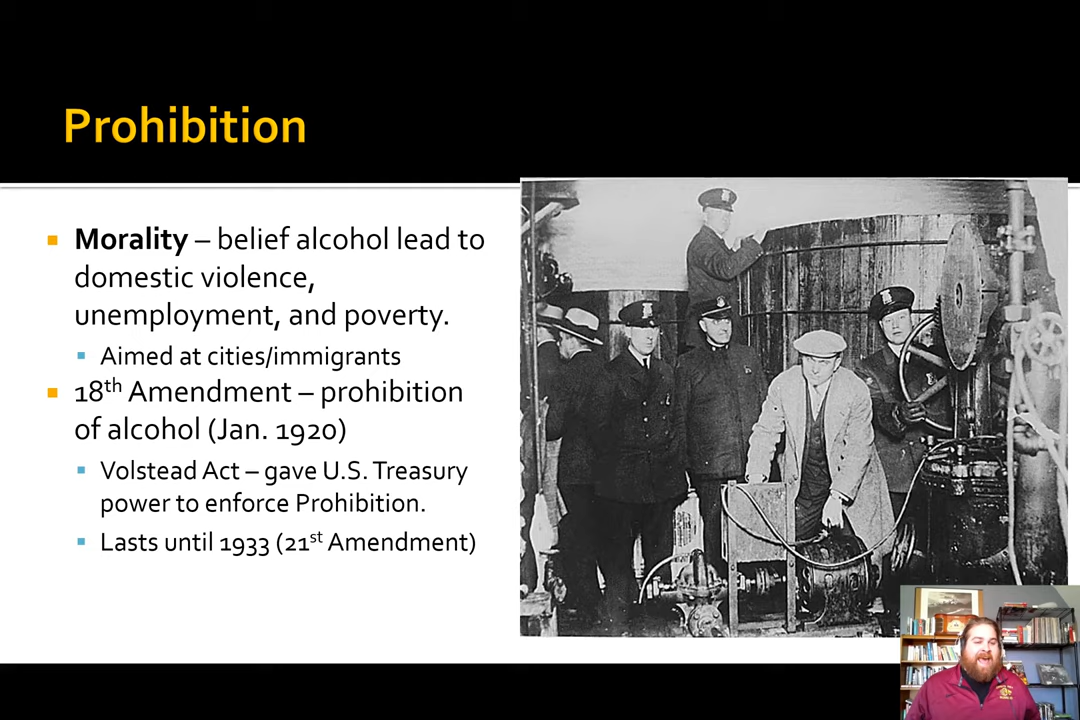 Prohibition
Morality – belief alcohol lead to
domestic violence,
unemployment, and poverty.
Aimed at cities/immigrants
18th Amendment – prohibition
of alcohol (Jan. 1920)
Volstead Act – gave U.S. Treasury
power to enforce Prohibition.
Lasts until 1933 (21st Amendment)